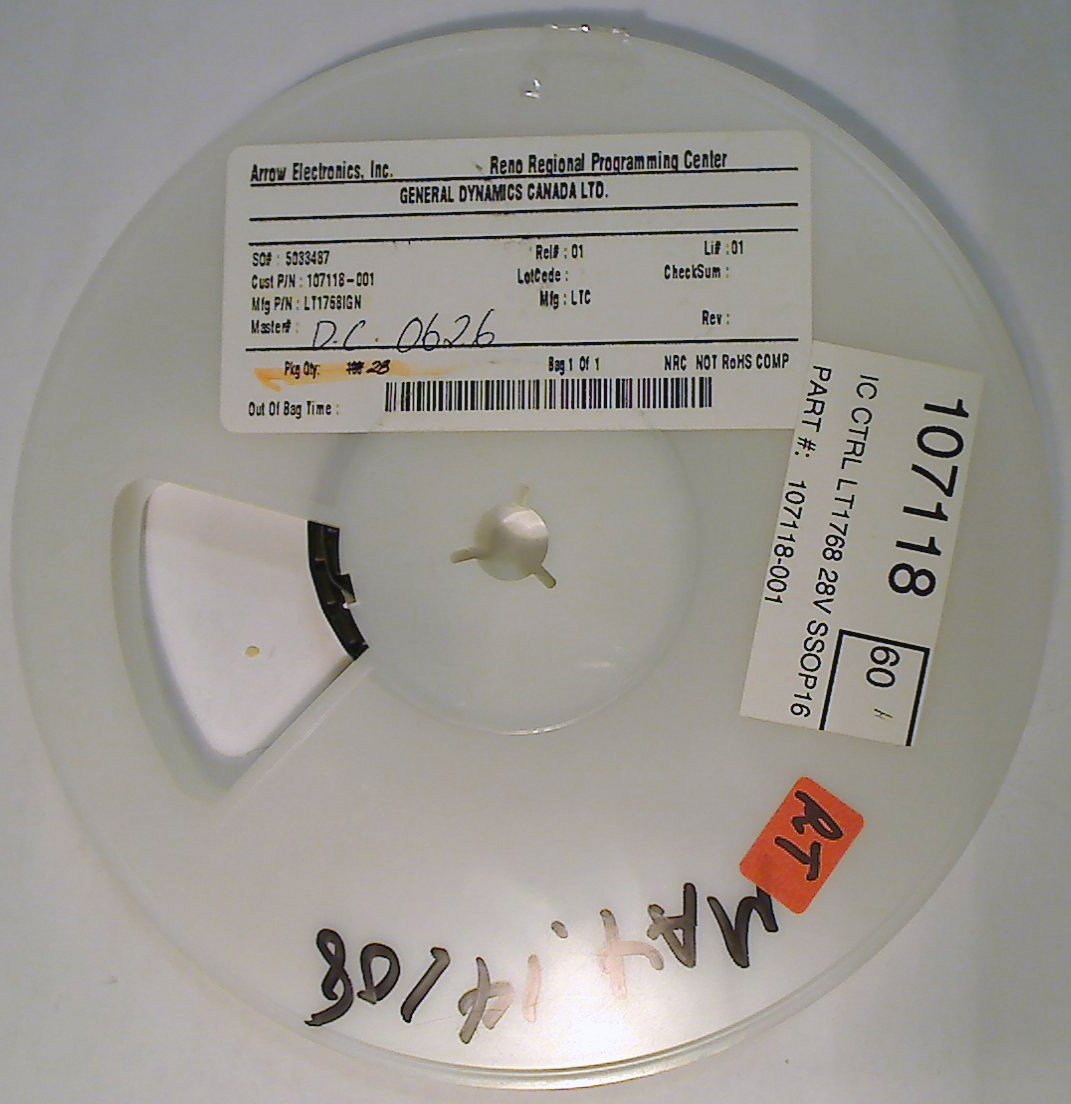 Arrow Electronics, Inc. Reno Regional Programming Center
GENERAL DYNAMICS CANADA LTD.
SO# : 5033487 Rel# : 01 Li# : 01
Cust P/N : 107118-001 LotCode : CheckSum :
Mfg P/N : LT1768IGN Mfg : LTC
Master# : D.C. 0626 Rev :
Pkg Qty: 28 Bag 1 Of 1 NRC NOT RoHS COMP
Out Of Bag Time :
107118
IC CTRL LT1768 28V SSOP16
PART #: 107118-001
60
RT
MAY. 14/08